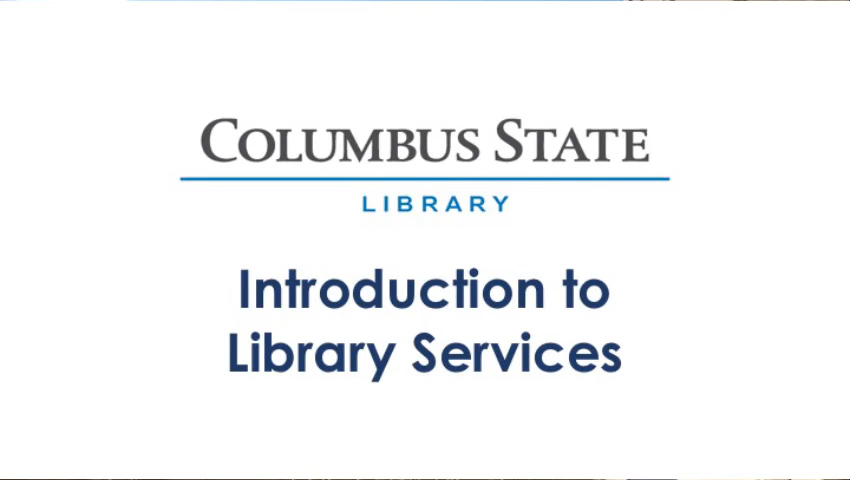 COLUMBUS STATE
LIBRARY
Introduction to
Library Services